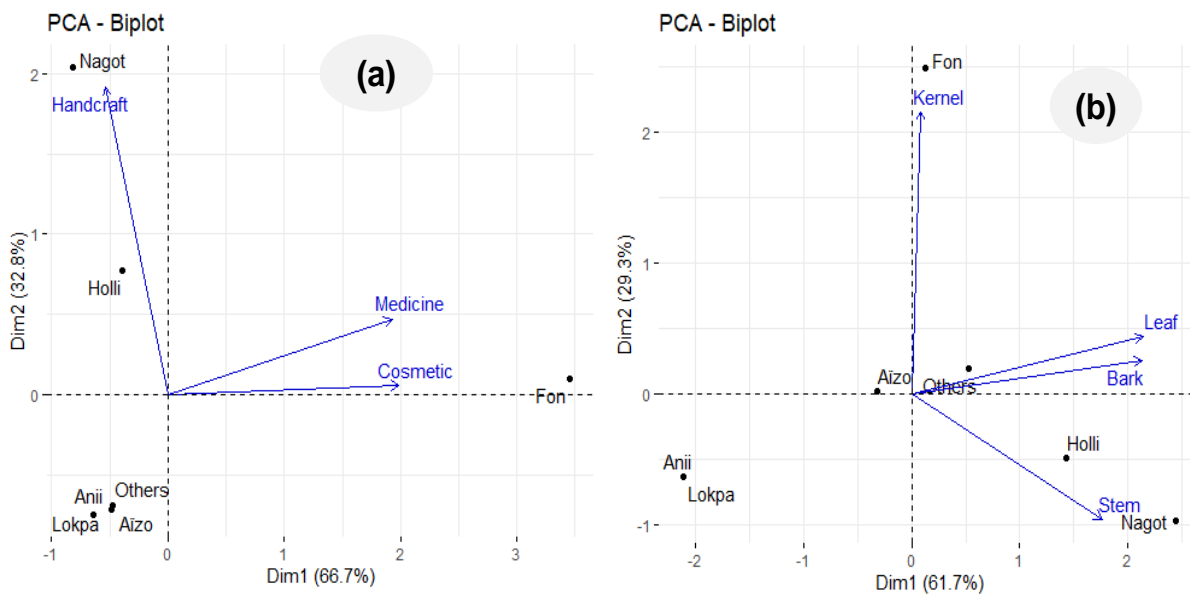 PCA - Biplot
(a)
Nagot
Handcraft
Holli
Medicine
Cosmetic
Fon
Anii
Others
Lokpa
Aïzo
2
1
0
-1
0
1
2
3
Dim2 (32.8%)
Dim1 (66.7%)
PCA - Biplot
(b)
Fon
Kernel
Leaf
Bark
Aïzo
Others
Holli
Anii
Lokpa
Stem
Nagot
2
1
0
-1
-2
-1
0
1
2
Dim2 (29.3%)
Dim1 (61.7%)